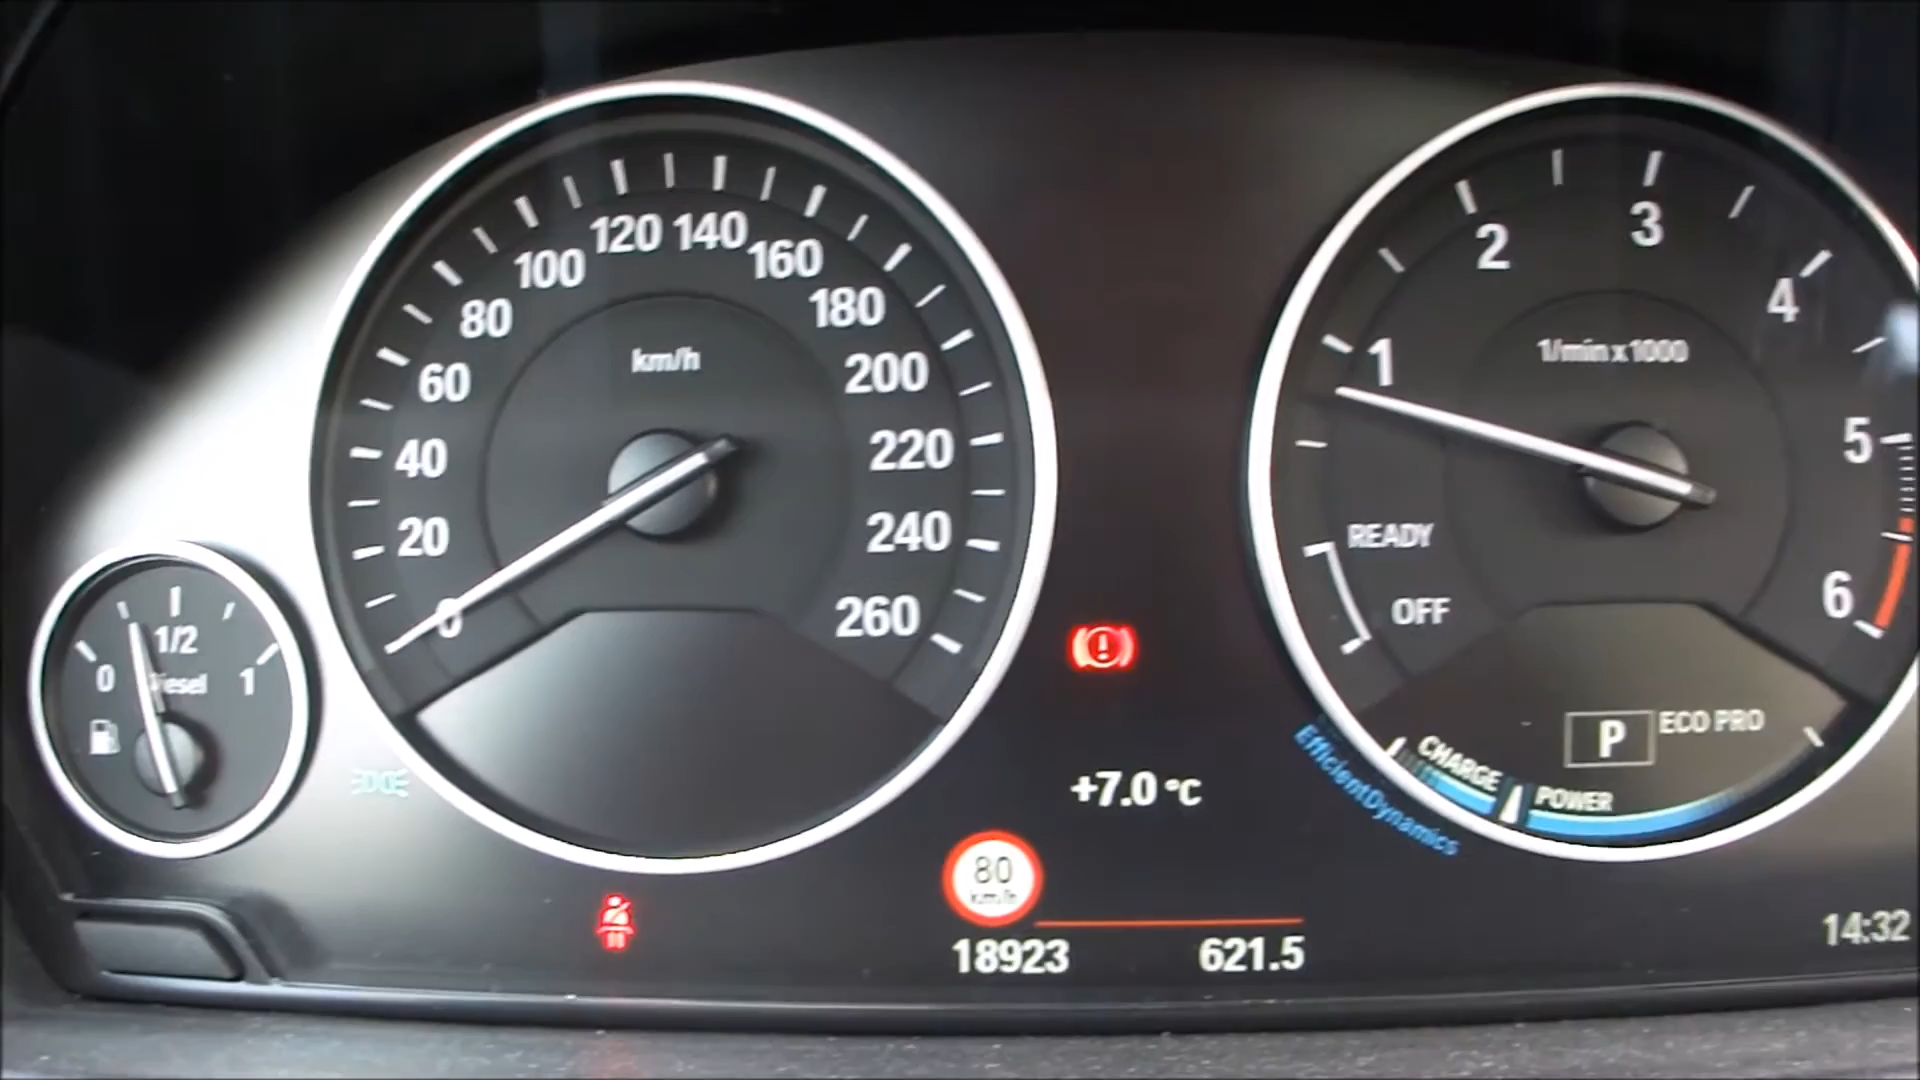 120 140
100 160
80 180
60 200
40 220
20 240
0 260
km/h
1/2
0 1
Diesel
3
2 4
1
5
6
1/min x 1000
READY
OFF
P ECO PRO
CHARGE POWER
EfficientDynamics
+7.0 °C
80
km/h
18923 621.5
14:32